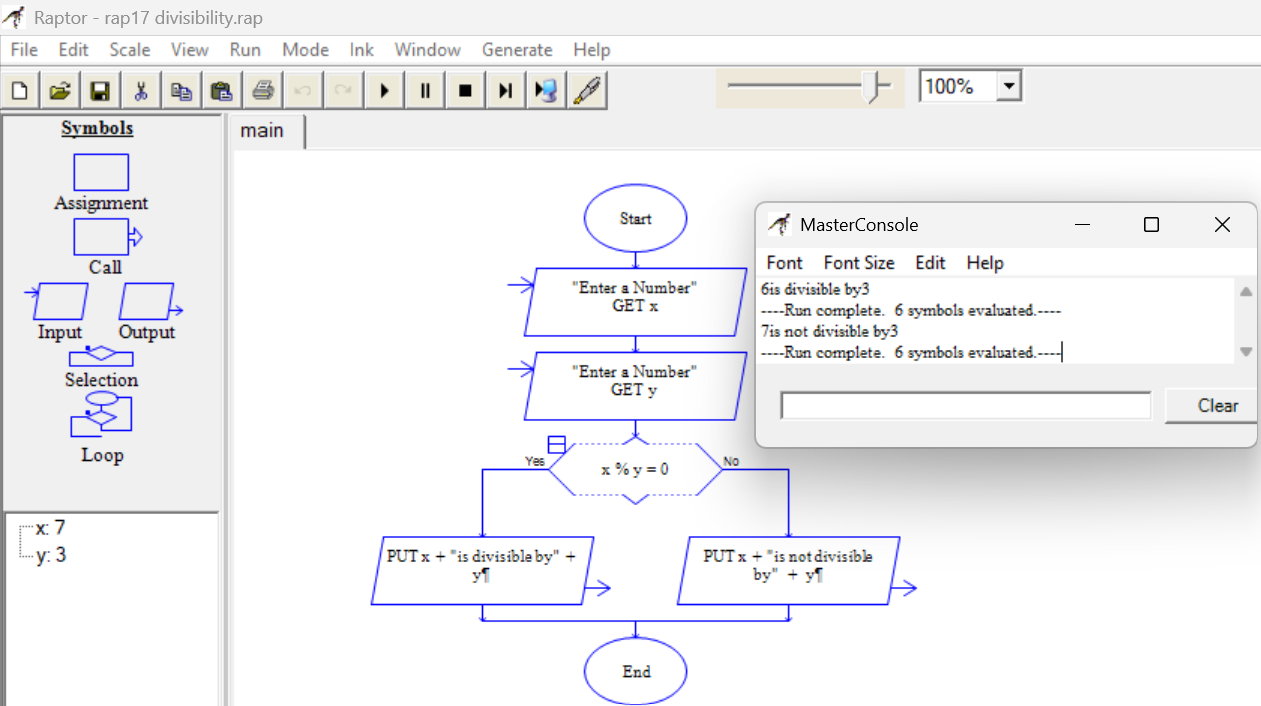 Raptor - rap17 divisibility.rap
File Edit Scale View Run Mode Ink Window Generate Help
100%
Symbols
Assignment
Call
Input Output
Selection
Loop
x: 7
y: 3
main
Start
"Enter a Number"
GET x
"Enter a Number"
GET y
Yes
x % y = 0
No
PUT x + "is divisible by" +
y¶
PUT x + "is not divisible
by" + y¶
End
MasterConsole
Font Font Size Edit Help
6is divisible by3
----Run complete. 6 symbols evaluated.----
7is not divisible by3
----Run complete. 6 symbols evaluated.----
Clear